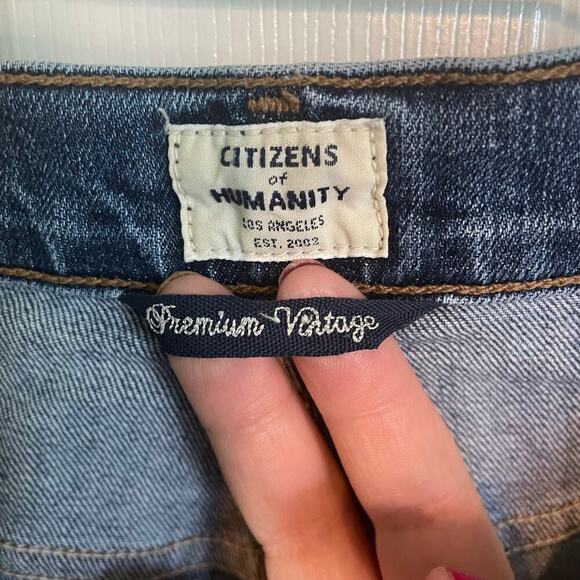 CITIZENS
of
HUMANITY
LOS ANGELES
EST. 2003
Premium Vintage